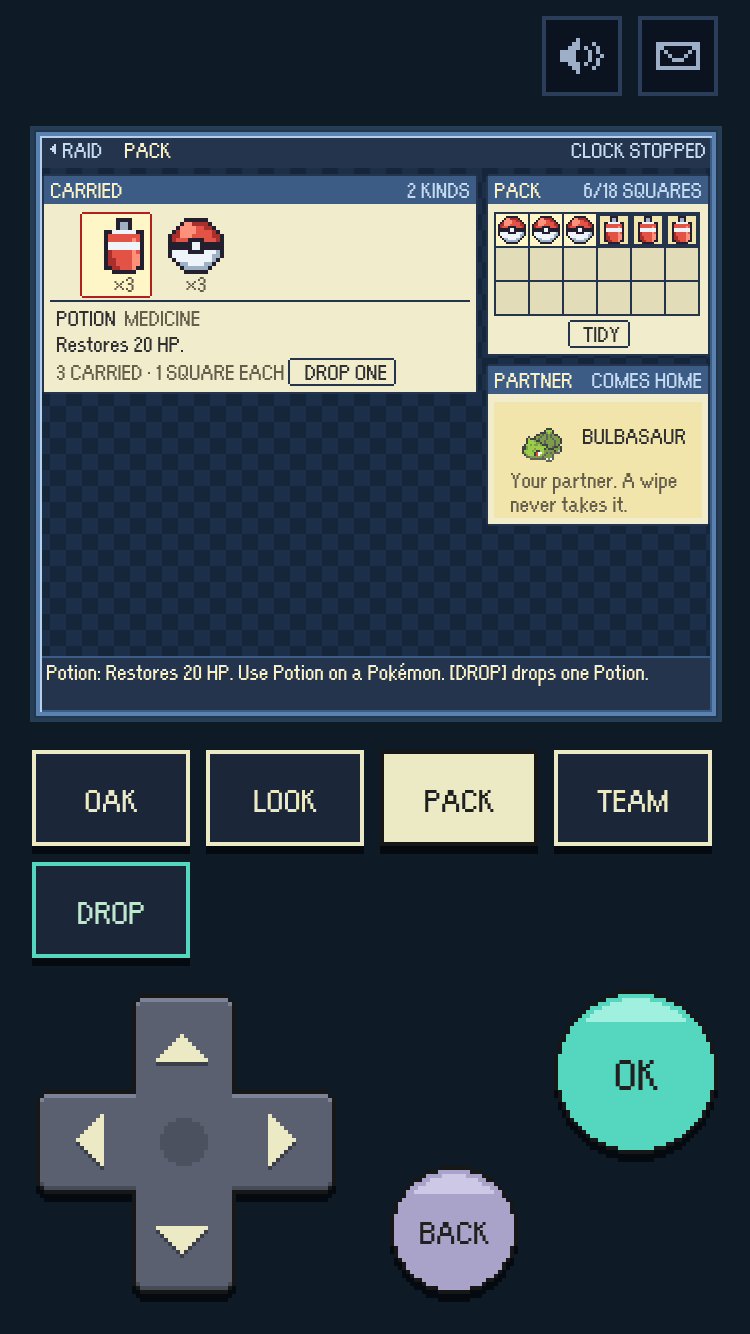 RAID PACK CLOCK STOPPED
CARRIED 2 KINDS
×3 ×3
POTION MEDICINE
Restores 20 HP.
3 CARRIED · 1 SQUARE EACH DROP ONE
PACK 6/18 SQUARES
TIDY
PARTNER COMES HOME
BULBASAUR
Your partner. A wipe
never takes it.
Potion: Restores 20 HP. Use Potion on a Pokémon. [DROP] drops one Potion.
OAK LOOK PACK TEAM
DROP
OK
BACK